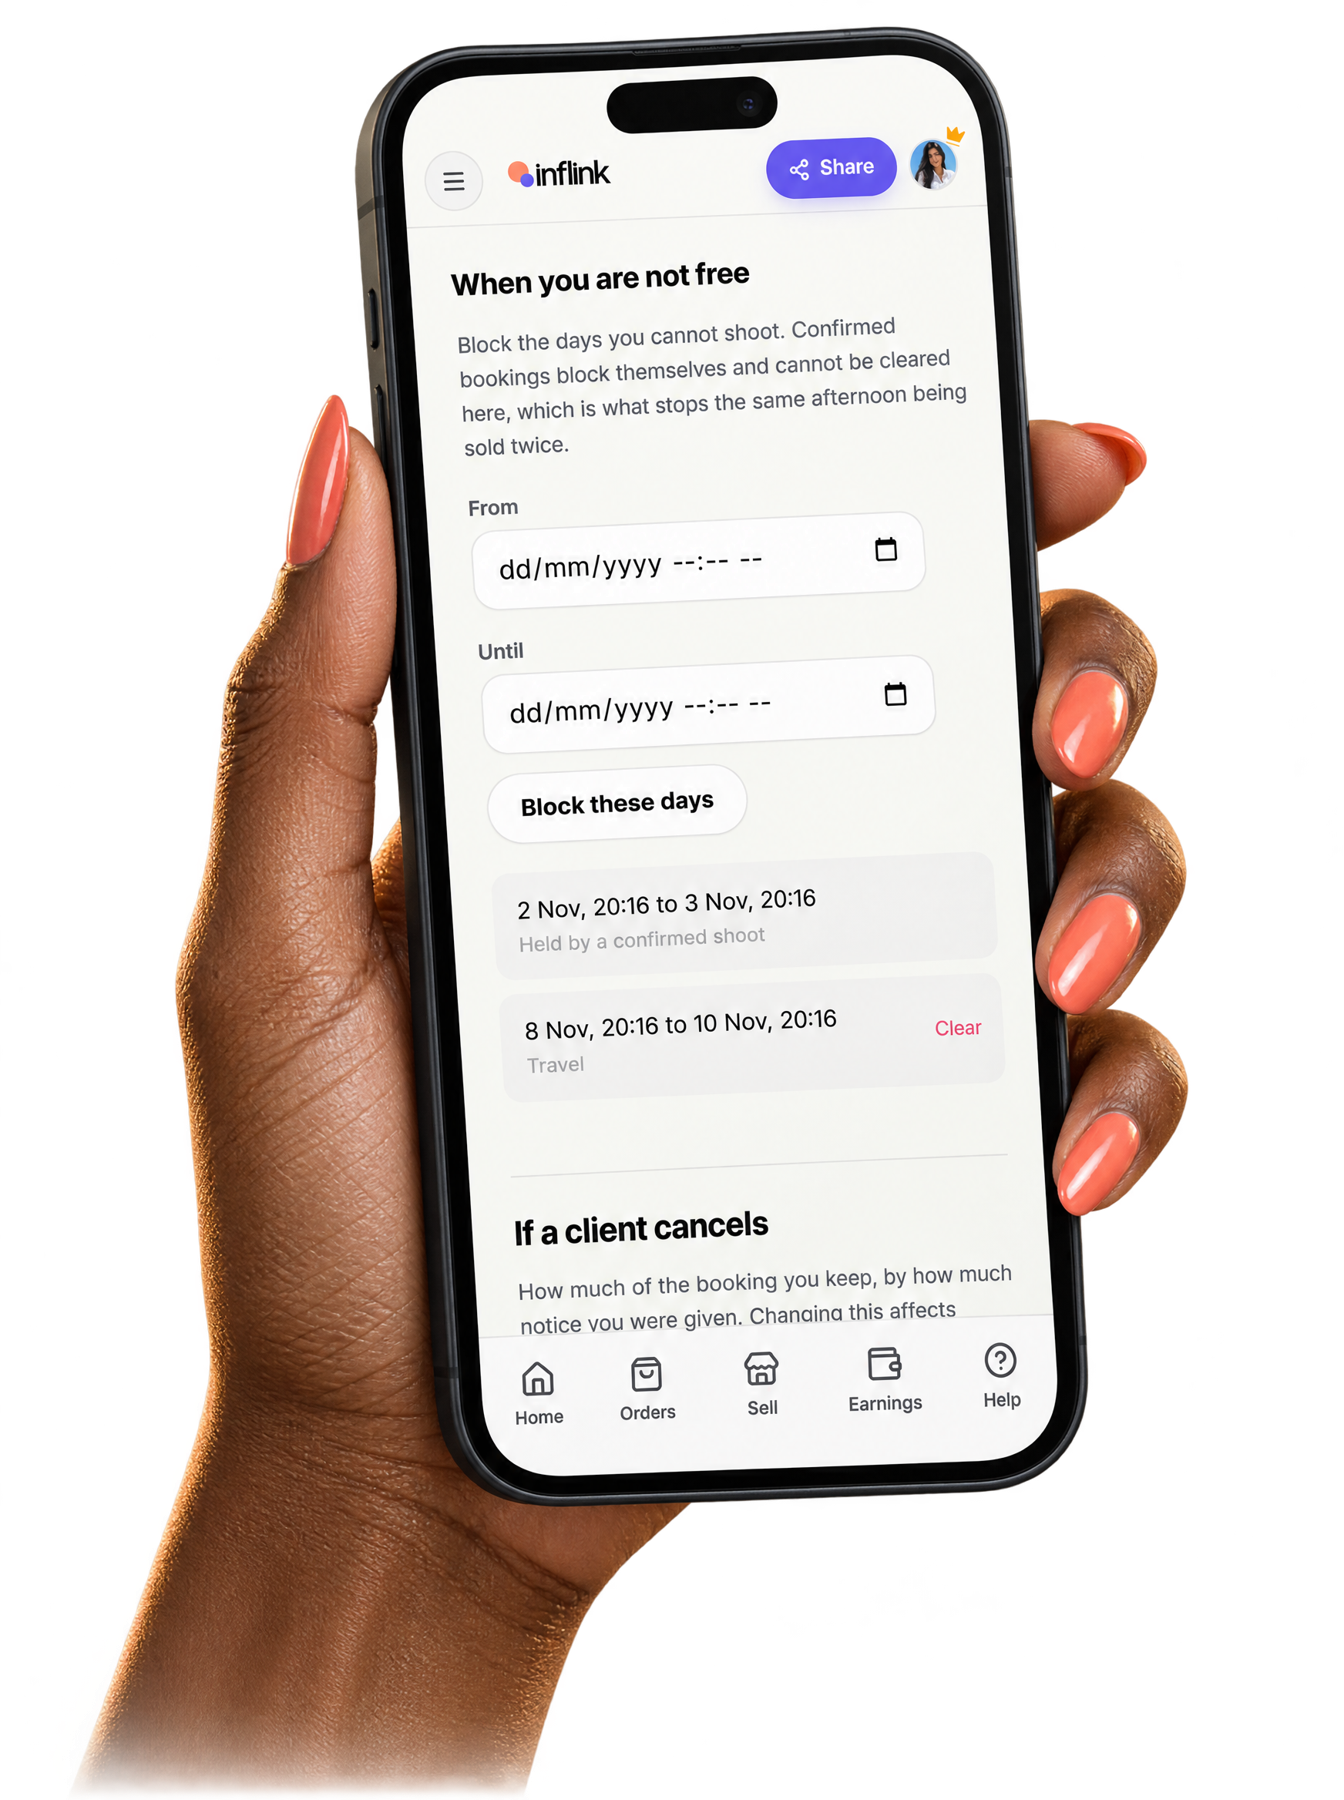 inflink
Share
When you are not free
Block the days you cannot shoot. Confirmed
bookings block themselves and cannot be cleared
here, which is what stops the same afternoon being
sold twice.
From
dd/mm/yyyy --:-- --
Until
dd/mm/yyyy --:-- --
Block these days
2 Nov, 20:16 to 3 Nov, 20:16
Held by a confirmed shoot
8 Nov, 20:16 to 10 Nov, 20:16
Clear
Travel
If a client cancels
How much of the booking you keep, by how much
notice you were given. Changing this affects
Home
Orders
Sell
Earnings
Help